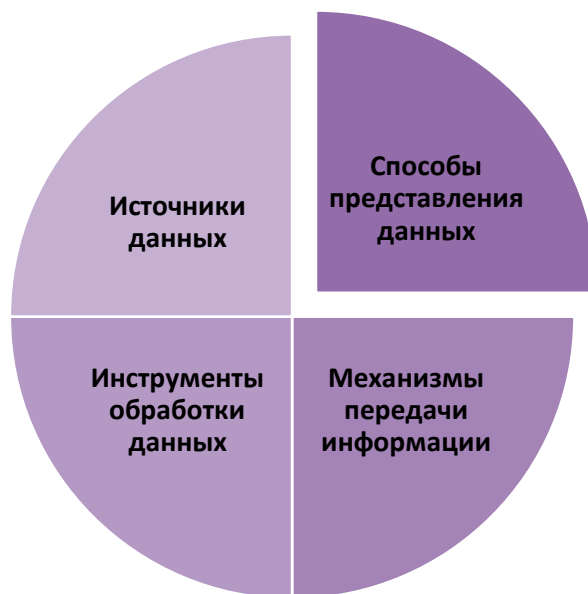 Источники
данных
Способы
представления
данных
Инструменты
обработки
данных
Механизмы
передачи
информации